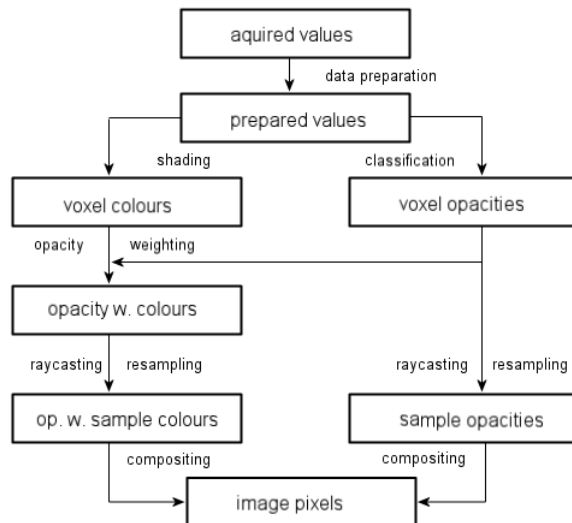 aquired values
data preparation
prepared values
shading
classification
voxel colours
voxel opacities
opacity weighting
opacity w. colours
raycasting resampling
raycasting resampling
op. w. sample colours
sample opacities
compositing
compositing
image pixels